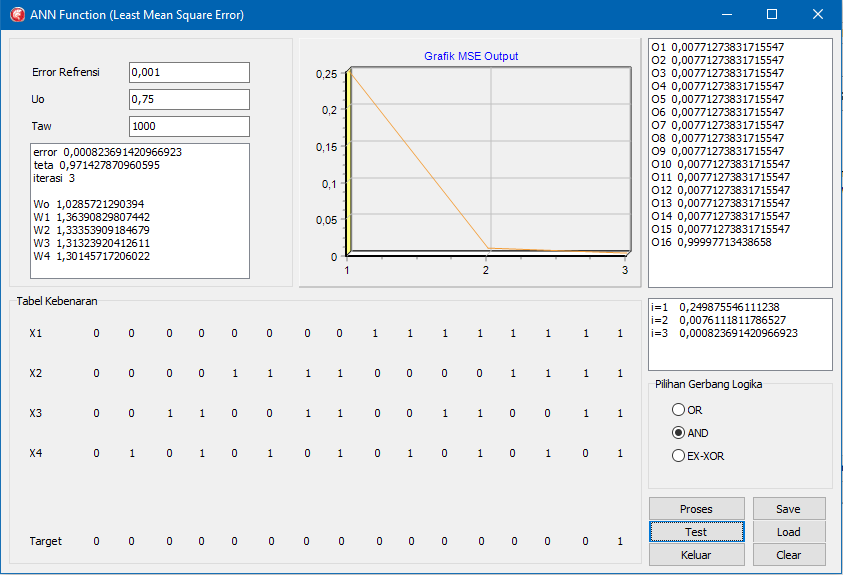 ANN Function (Least Mean Square Error)
Error Refrensi 0,001
Uo 0,75
Taw 1000
error 0,000823691420966923
teta 0,971427870960595
iterasi 3
Wo 1,0285721290394
W1 1,36390829807442
W2 1,33353909184679
W3 1,31323920412611
W4 1,30145717206022
Grafik MSE Output
0,25
0,2
0,15
0,1
0,05
0
1 2 3
O1 0,00771273831715547
O2 0,00771273831715547
O3 0,00771273831715547
O4 0,00771273831715547
O5 0,00771273831715547
O6 0,00771273831715547
O7 0,00771273831715547
O8 0,00771273831715547
O9 0,00771273831715547
O10 0,00771273831715547
O11 0,00771273831715547
O12 0,00771273831715547
O13 0,00771273831715547
O14 0,00771273831715547
O15 0,00771273831715547
O16 0,99997713438658
Tabel Kebenaran
X1 0 0 0 0 0 0 0 0 1 1 1 1 1 1 1 1
X2 0 0 0 0 1 1 1 1 0 0 0 0 1 1 1 1
X3 0 0 1 1 0 0 1 1 0 0 1 1 0 0 1 1
X4 0 1 0 1 0 1 0 1 0 1 0 1 0 1 0 1
Target 0 0 0 0 0 0 0 0 0 0 0 0 0 0 0 1
i=1 0,249875546111238
i=2 0,0076111811786527
i=3 0,000823691420966923
Pilihan Gerbang Logika
OR
AND
EX-XOR
Proses Save
Test Load
Keluar Clear